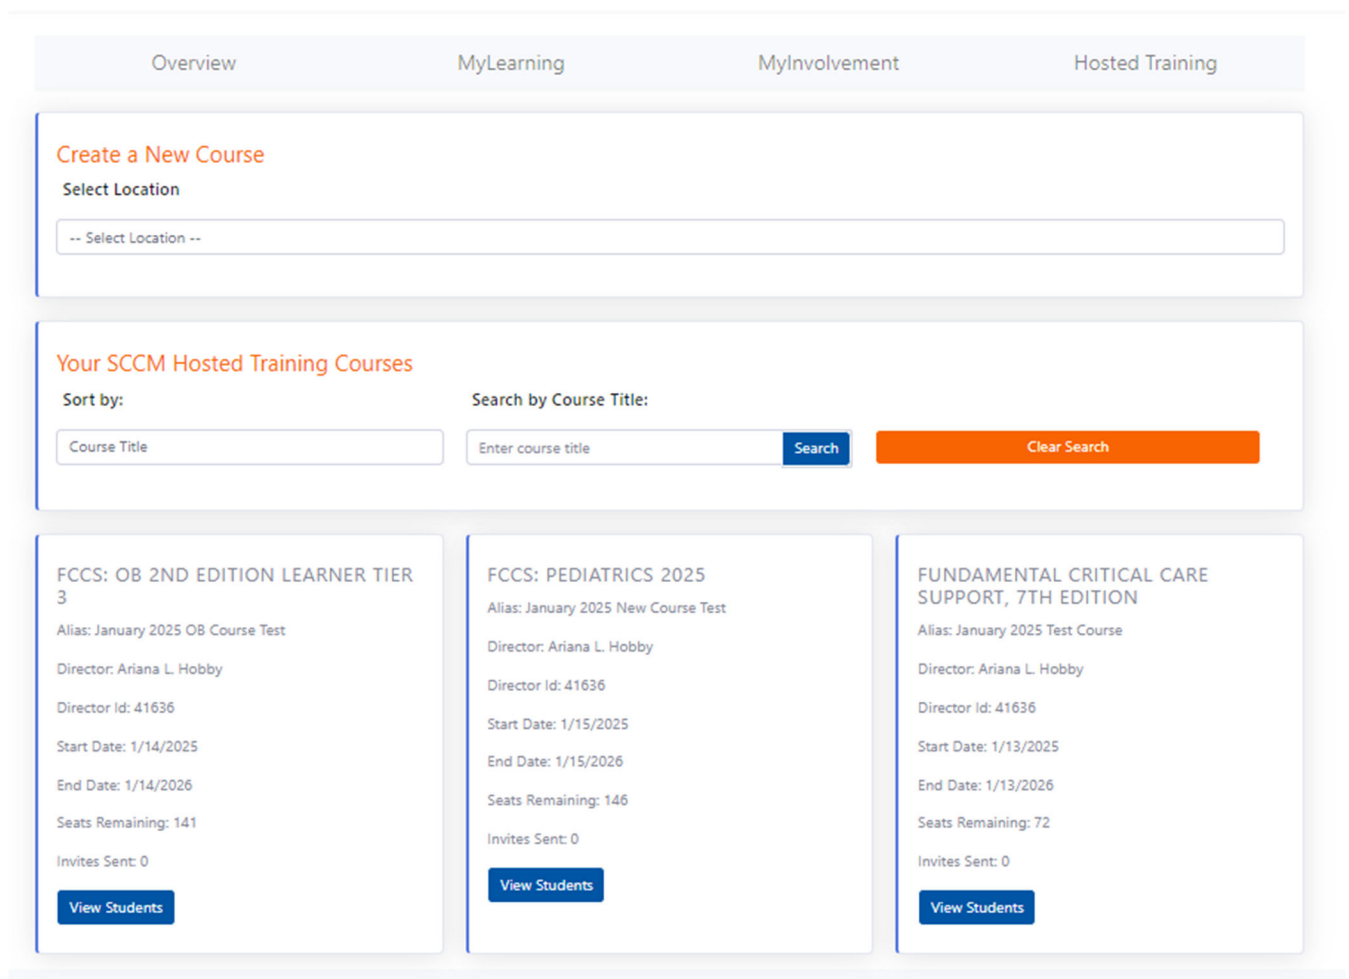 Overview
MyLearning
MyInvolvement
Hosted Training
Create a New Course
Select Location
-- Select Location --
Your SCCM Hosted Training Courses
Sort by:
Search by Course Title:
Course Title
Enter course title
Search
Clear Search
FCCS: OB 2ND EDITION LEARNER TIER
3
Alias: January 2025 OB Course Test
Director: Ariana L. Hobby
Director Id: 41636
Start Date: 1/14/2025
End Date: 1/14/2026
Seats Remaining: 141
Invites Sent: 0
View Students
FCCS: PEDIATRICS 2025
Alias: January 2025 New Course Test
Director: Ariana L. Hobby
Director Id: 41636
Start Date: 1/15/2025
End Date: 1/15/2026
Seats Remaining: 146
Invites Sent: 0
View Students
FUNDAMENTAL CRITICAL CARE
SUPPORT, 7TH EDITION
Alias: January 2025 Test Course
Director: Ariana L. Hobby
Director Id: 41636
Start Date: 1/13/2025
End Date: 1/13/2026
Seats Remaining: 72
Invites Sent: 0
View Students